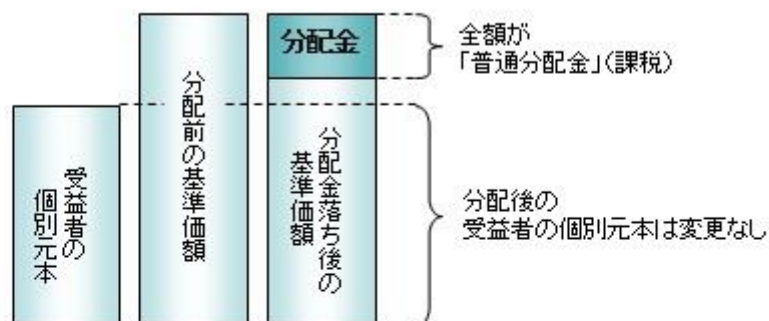 受益者の
個別元本
分配前の基準価額
分配金
分配金落ち後の
基準価額
全額が
「普通分配金」(課税)
分配後の
受益者の個別元本は変更なし